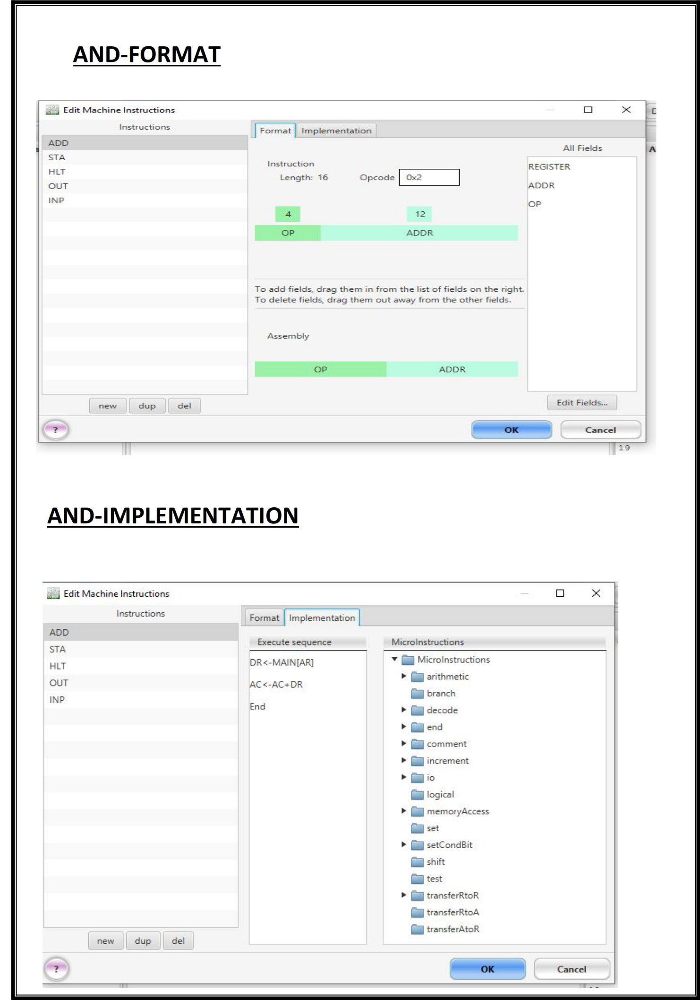 AND-FORMAT
Edit Machine Instructions
Instructions
ADD
STA
HLT
OUT
INP
new dup del
Format Implementation
Instruction
Length: 16 Opcode 0x2
4 12
OP ADDR
To add fields, drag them in from the list of fields on the right.
To delete fields, drag them out away from the other fields.
Assembly
OP ADDR
All Fields
REGISTER
ADDR
OP
Edit Fields...
? OK Cancel
19
AND-IMPLEMENTATION
Edit Machine Instructions
Instructions
ADD
STA
HLT
OUT
INP
new dup del
Format Implementation
Execute sequence
DR<-MAIN[AR]
AC<-AC+DR
End
MicroInstructions
MicroInstructions
arithmetic
branch
decode
end
comment
increment
io
logical
memoryAccess
set
setCondBit
shift
test
transferRtoR
transferRtoA
transferAtoR
? OK Cancel